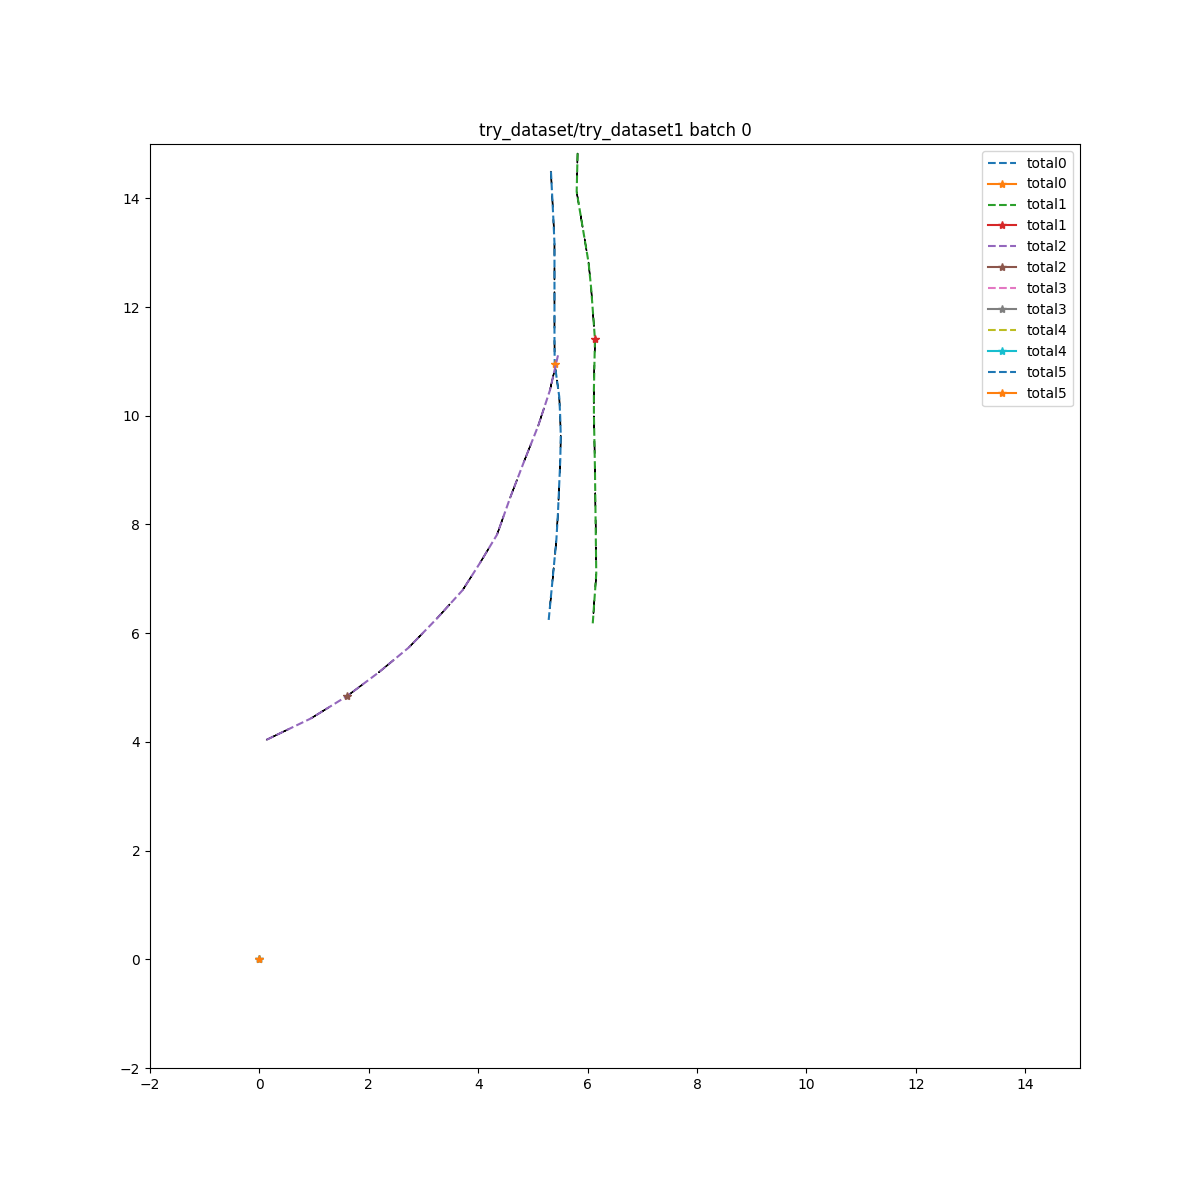 try_dataset/try_dataset1 batch 0
total0
total0
total1
total1
total2
total2
total3
total3
total4
total4
total5
total5
14
12
10
8
6
4
2
0
−2
−2 0 2 4 6 8 10 12 14